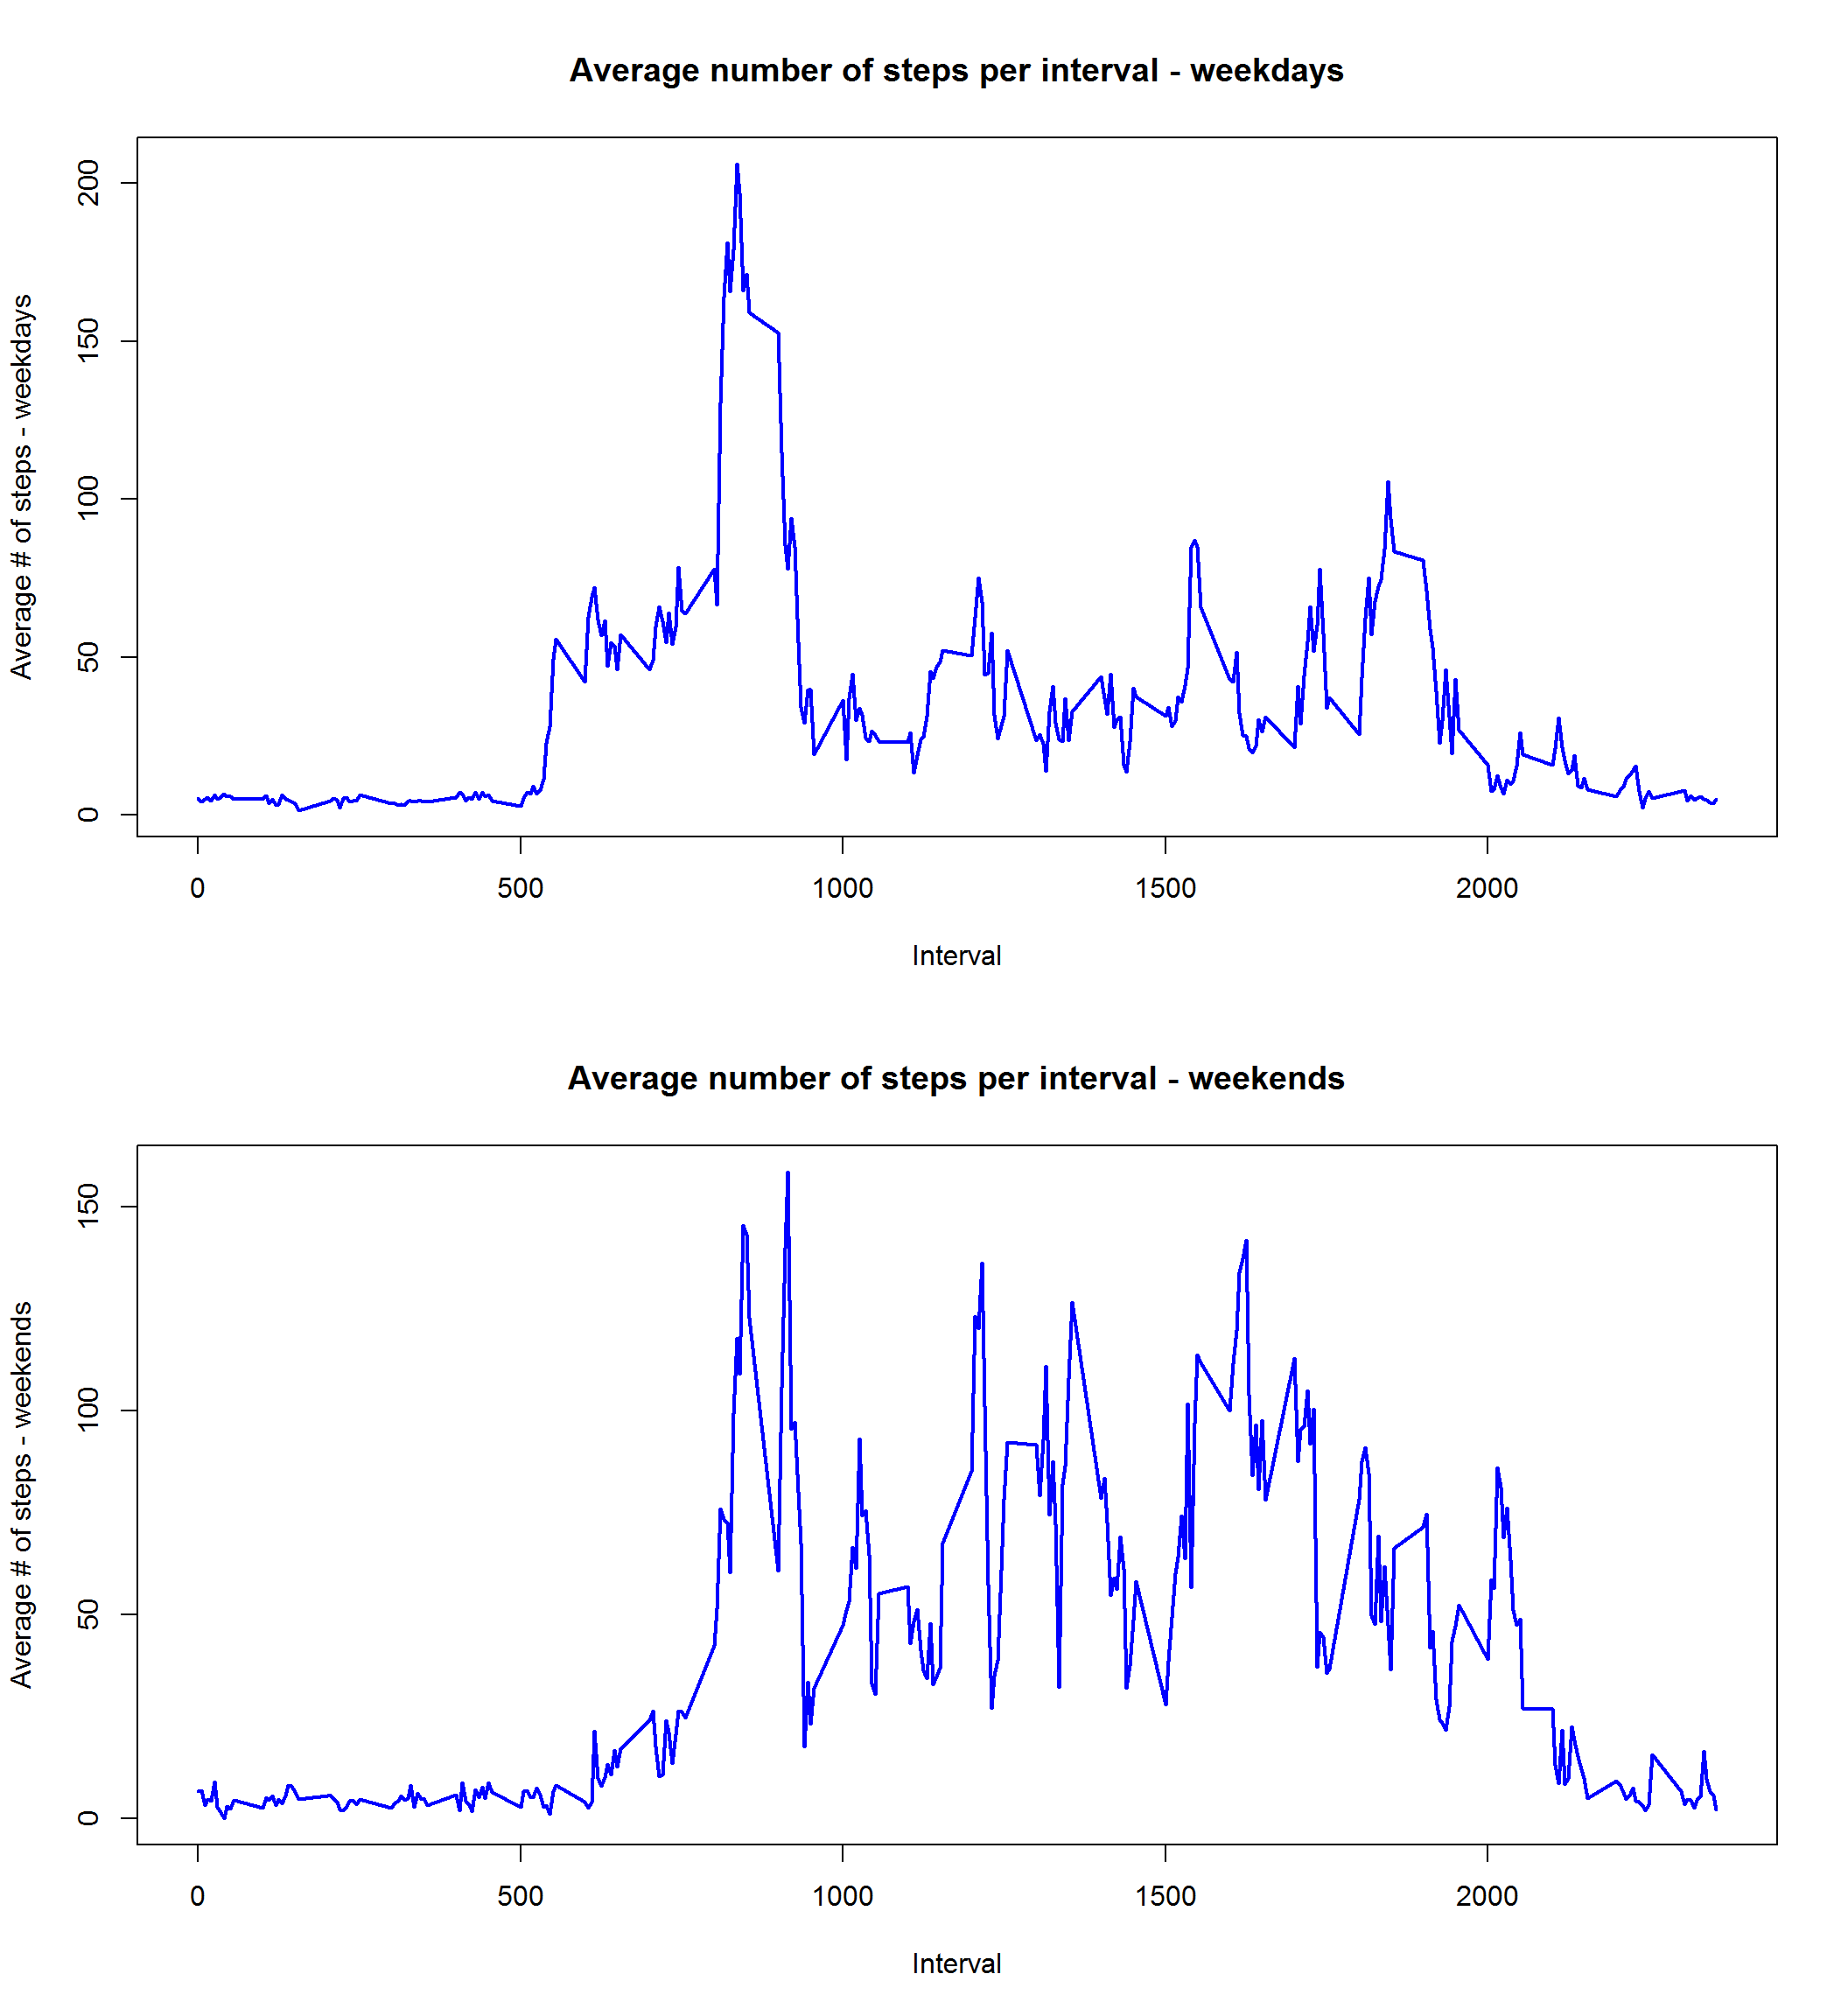 Average number of steps per interval - weekdays
Average # of steps - weekdays
200
150
100
50
0
0 500 1000 1500 2000
Interval
Average number of steps per interval - weekends
Average # of steps - weekends
150
100
50
0
0 500 1000 1500 2000
Interval